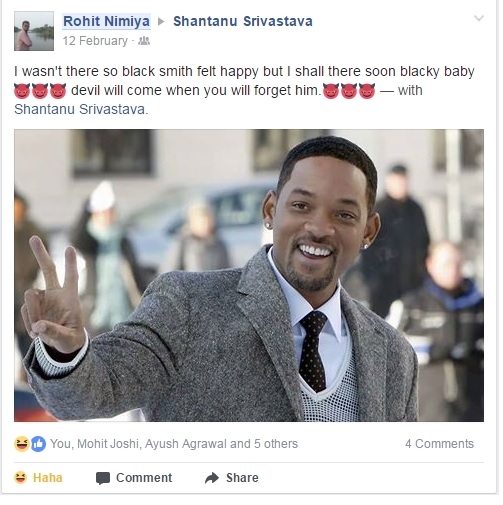 Rohit Nimiya ▶ Shantanu Srivastava
12 February ·
I wasn't there so black smith felt happy but I shall there soon blacky baby
😈😈😈 devil will come when you will forget him.😈😈😈 — with
Shantanu Srivastava.
You, Mohit Joshi, Ayush Agrawal and 5 others 4 Comments
Haha Comment Share